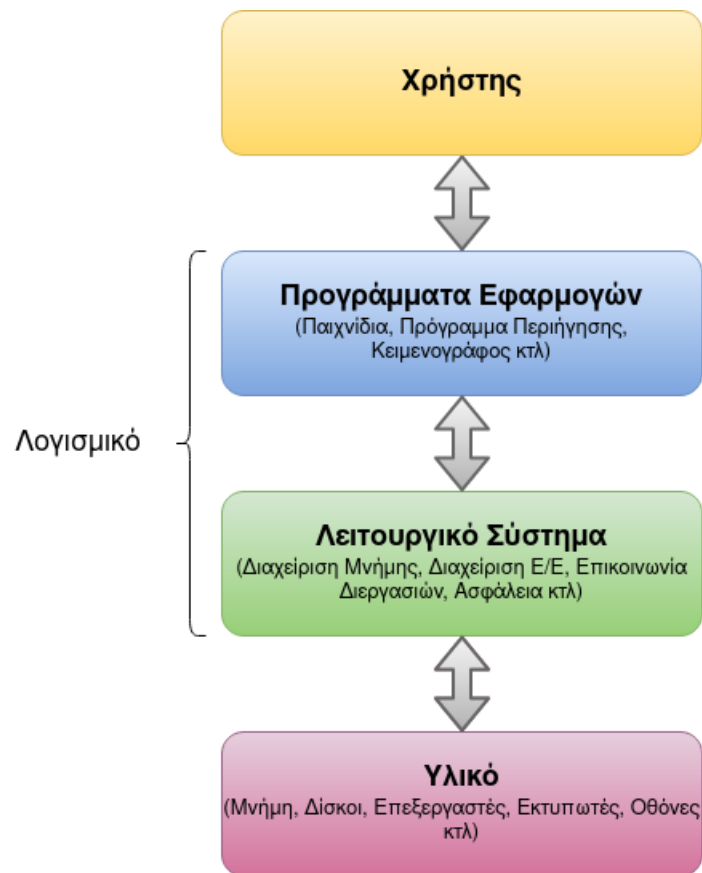 Χρήστης
Προγράμματα Εφαρμογών
(Παιχνίδια, Πρόγραμμα Περιήγησης,
Κειμενογράφος κτλ)
Λογισμικό
Λειτουργικό Σύστημα
(Διαχείριση Μνήμης, Διαχείριση Ε/Ε, Επικοινωνία
Διεργασιών, Ασφάλεια κτλ)
Υλικό
(Μνήμη, Δίσκοι, Επεξεργαστές, Εκτυπωτές, Οθόνες
κτλ)